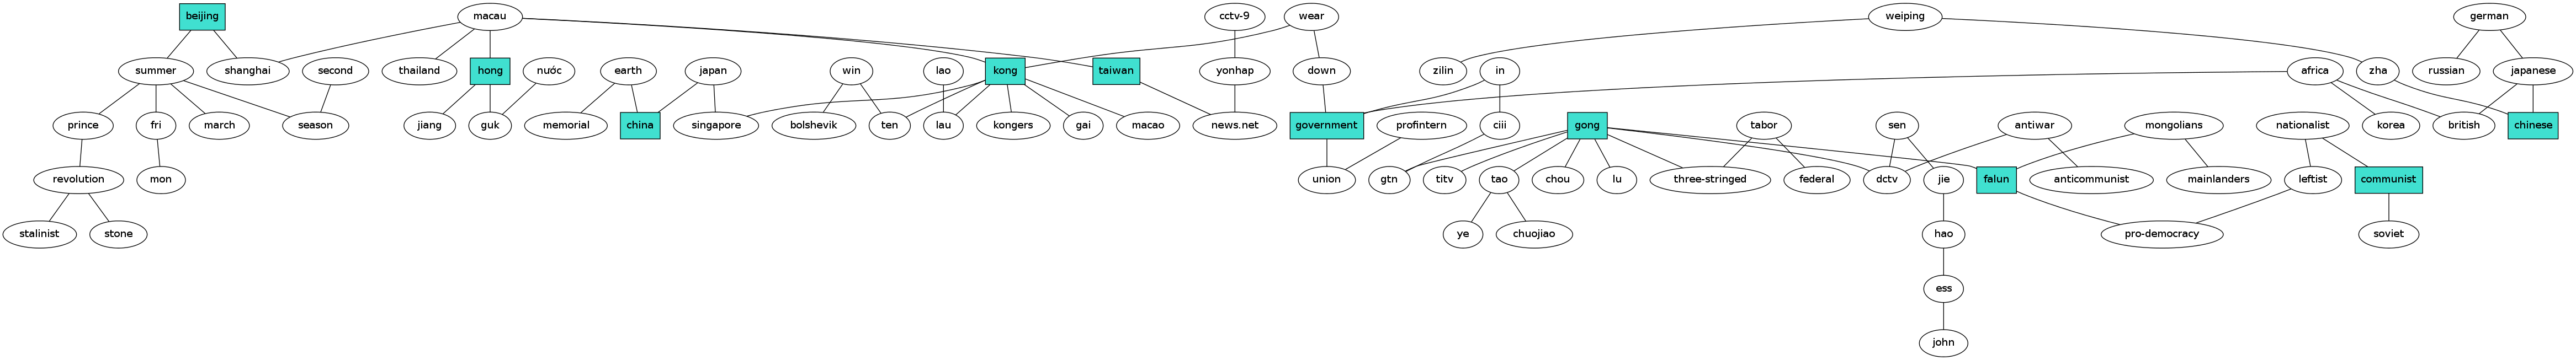 beijing
macau
cctv-9
wear
weiping
german
summer
shanghai
second
thailand
hong
nuóc
earth
japan
win
lao
kong
taiwan
yonhap
down
zilin
in
africa
zha
russian
japanese
prince
fri
march
season
jiang
guk
memorial
china
singapore
bolshevik
ten
lau
kongers
gai
macao
news.net
government
profintern
ciii
gong
tabor
sen
antiwar
mongolians
nationalist
korea
british
chinese
revolution
mon
union
gtn
titv
tao
chou
lu
three-stringed
federal
dctv
jie
falun
anticommunist
mainlanders
leftist
communist
stalinist
stone
ye
chuojiao
hao
pro-democracy
soviet
ess
john